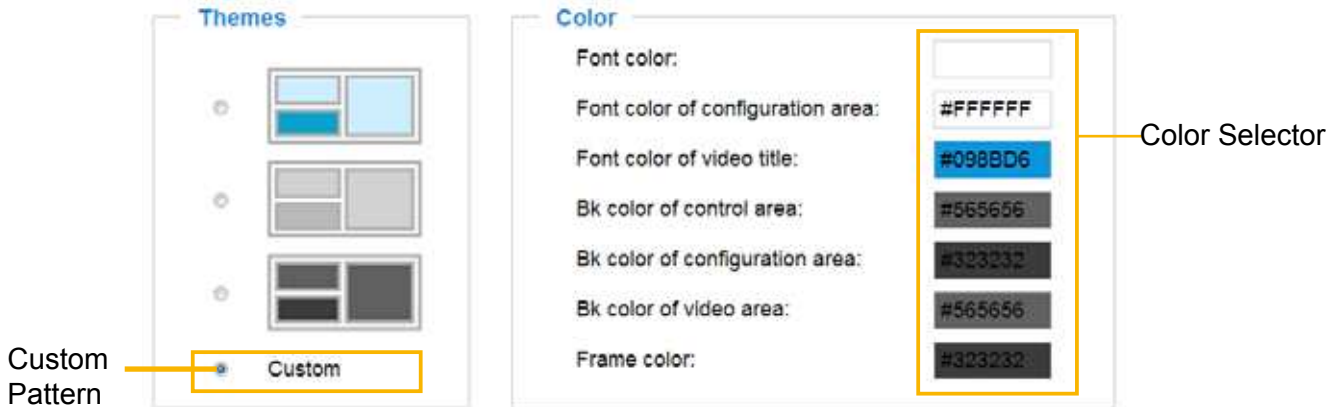 Themes
Custom
Custom
Pattern
Color
Font color:
Font color of configuration area: #FFFFFF
Font color of video title: #098BD6
Bk color of control area: #565656
Bk color of configuration area: #323232
Bk color of video area: #565656
Frame color: #323232
Color Selector